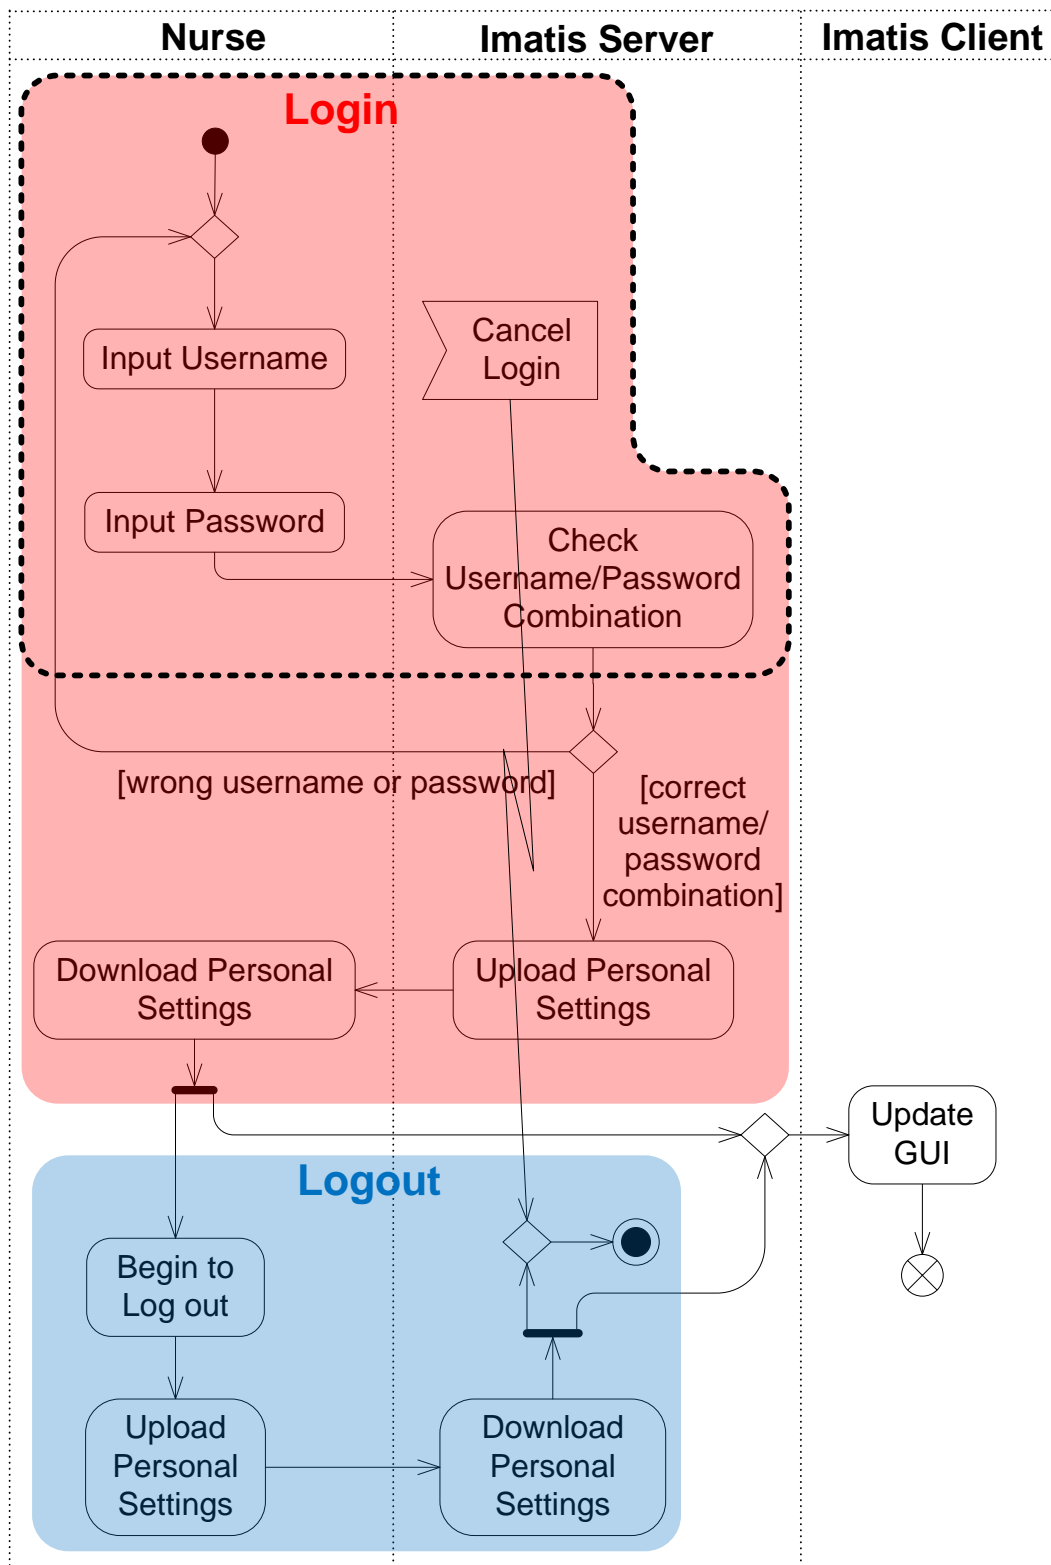 Nurse
Imatis Server
Imatis Client
Login
Input Username
Cancel
Login
Input Password
Check
Username/Password
Combination
[wrong username or password]
[correct
username/
password
combination]
Download Personal
Settings
Upload Personal
Settings
Update
GUI
Logout
Begin to
Log out
Upload
Personal
Settings
Download
Personal
Settings